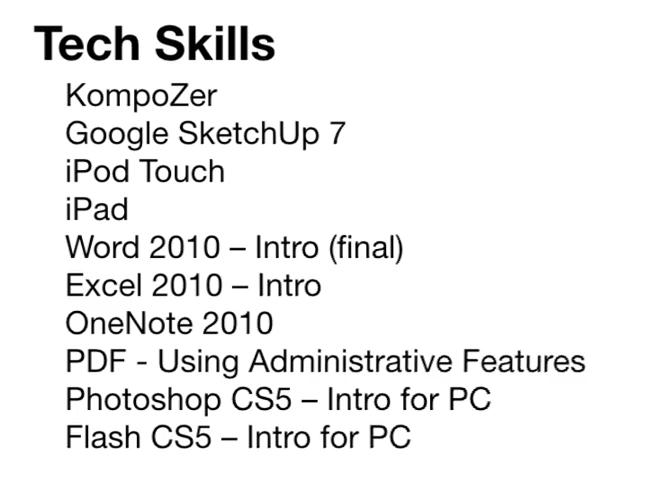 Tech Skills
KompoZer
Google SketchUp 7
iPod Touch
iPad
Word 2010 – Intro (final)
Excel 2010 – Intro
OneNote 2010
PDF - Using Administrative Features
Photoshop CS5 – Intro for PC
Flash CS5 – Intro for PC